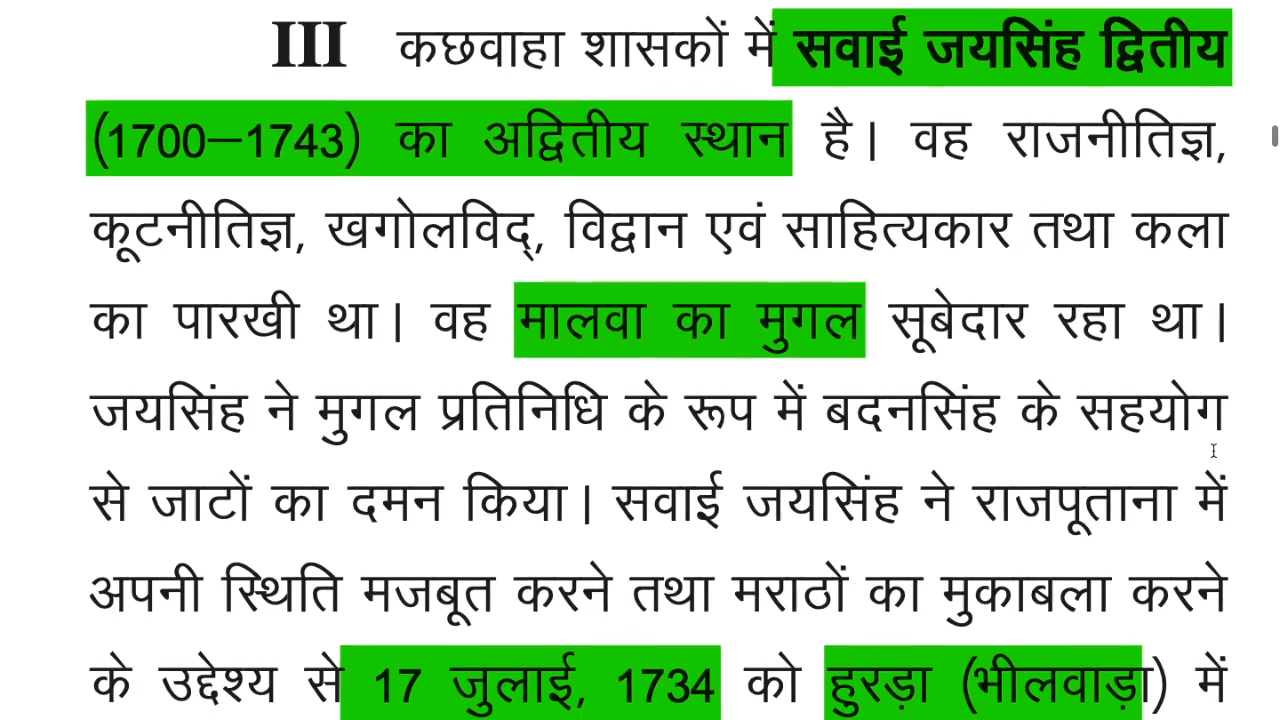 III कछवाहा शासकों में सवाई जयसिंह द्वितीय
(1700–1743) का अद्वितीय स्थान है। वह राजनीतिज्ञ,
कूटनीतिज्ञ, खगोलविद्, विद्वान एवं साहित्यकार तथा कला
का पारखी था। वह मालवा का मुगल सूबेदार रहा था।
जयसिंह ने मुगल प्रतिनिधि के रूप में बदनसिंह के सहयोग
से जाटों का दमन किया। सवाई जयसिंह ने राजपूताना में
अपनी स्थिति मजबूत करने तथा मराठों का मुकाबला करने
के उद्देश्य से 17 जुलाई, 1734 को हुरड़ा (भीलवाड़ा) में